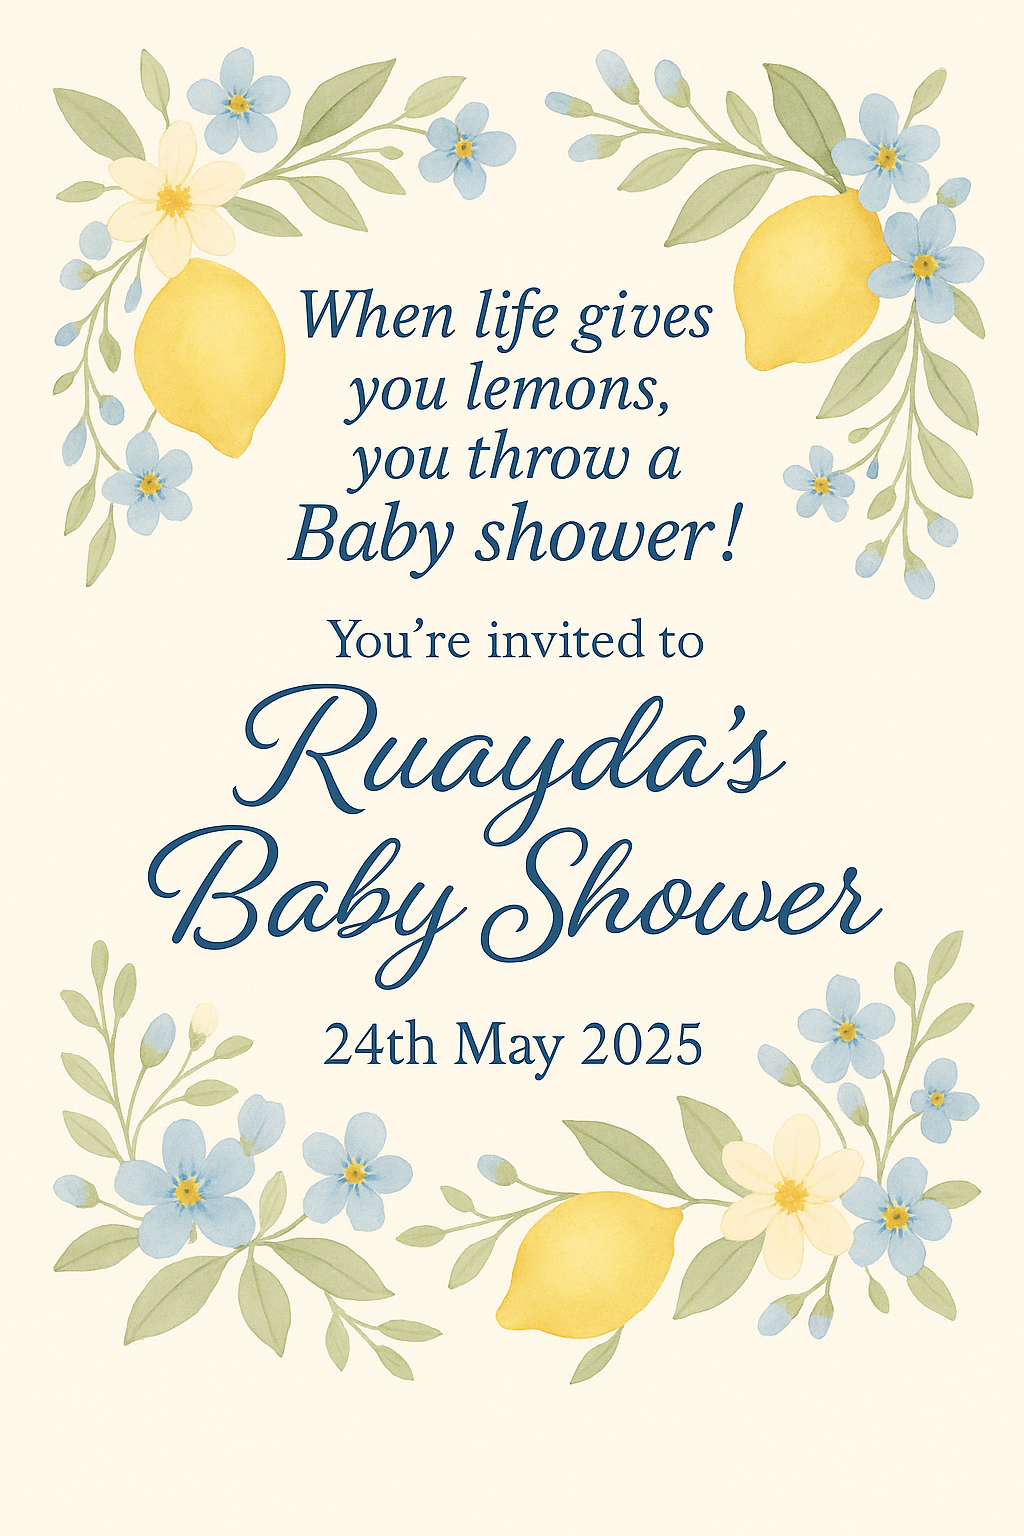 When life gives
you lemons,
you throw a
Baby shower!
You’re invited to
Ruayda’s
Baby Shower
24th May 2025